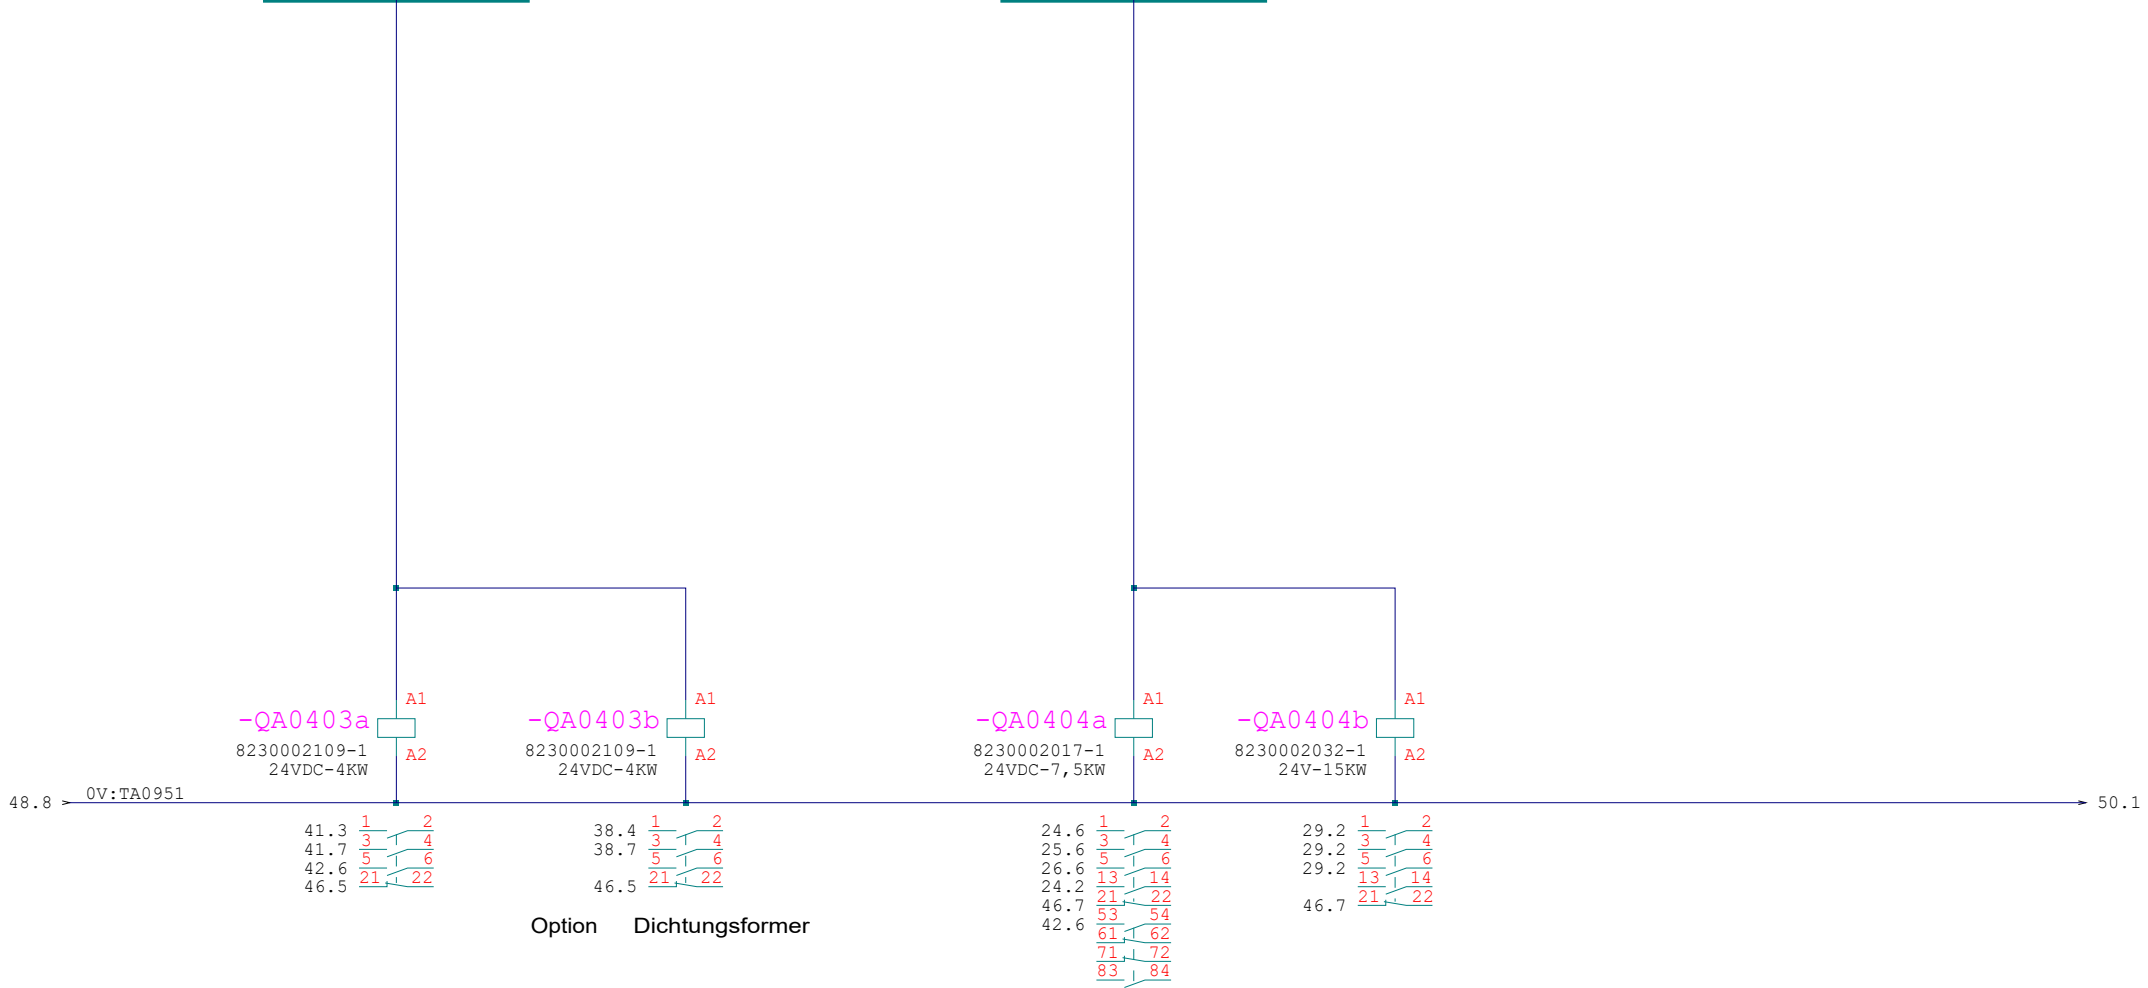 A1 A1 A1 A1
-QA0403a -QA0403b -QA0404a -QA0404b
8230002109-1 A2 8230002109-1 A2 8230002017-1 A2 8230002032-1 A2
24VDC-4KW 24VDC-4KW 24VDC-7,5KW 24V-15KW
48.8 0V:TA0951 50.1
41.3 1 2 38.4 1 2 24.6 1 2 29.2 1 2
41.7 3 4 38.7 3 4 25.6 3 4 29.2 3 4
42.6 5 6 5 6 26.6 5 6 29.2 5 6
46.5 21 22 46.5 21 22 24.2 13 14 13 14
46.7 21 22 46.7 21 22
42.6 53 54
Option Dichtungsformer
61 62
71 72
83 84